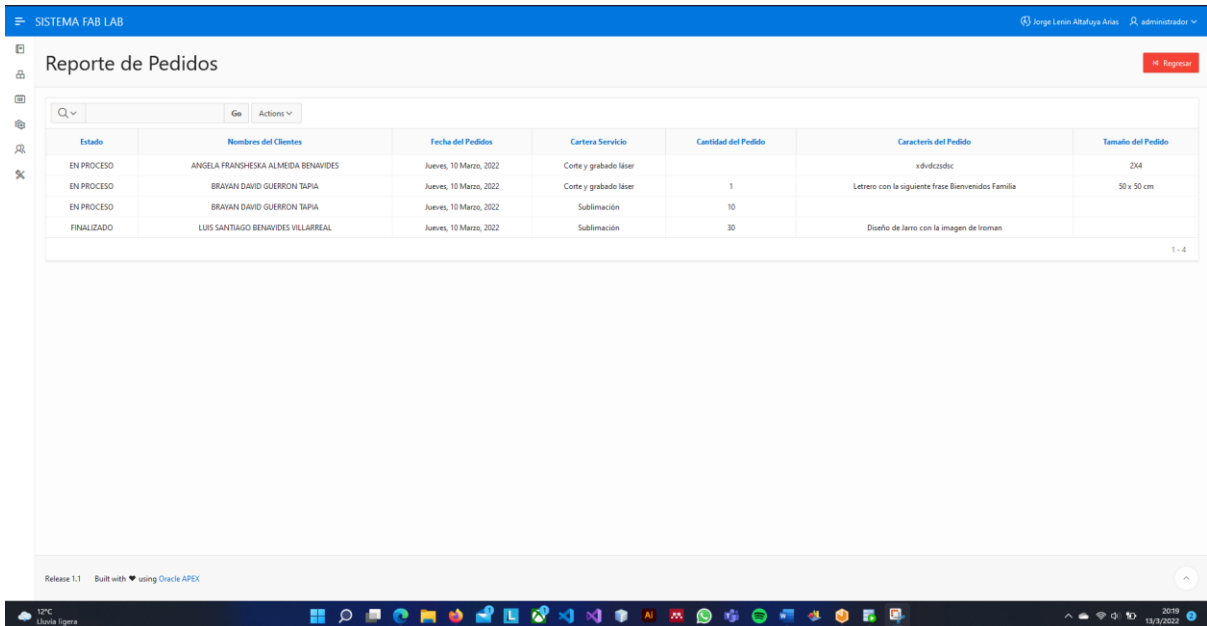 SISTEMA FAB LAB Jorge Lenin Altafuya Arias administrador
Reporte de Pedidos Regresar
Go Actions
Estado Nombres del Clientes Fecha del Pedidos Cartera Servicio Cantidad del Pedido Caracteris del Pedido Tamaño del Pedido
EN PROCESO ANGELA FRANSHESKA ALMEIDA BENAVIDES Jueves, 10 Marzo, 2022 Corte y grabado láser xdvdczsdsc 2X4
EN PROCESO BRAYAN DAVID GUERRON TAPIA Jueves, 10 Marzo, 2022 Corte y grabado láser 1 Letrero con la siguiente frase Bienvenidos Familia 50 x 50 cm
EN PROCESO BRAYAN DAVID GUERRON TAPIA Jueves, 10 Marzo, 2022 Sublimación 10
FINALIZADO LUIS SANTIAGO BENAVIDES VILLARREAL Jueves, 10 Marzo, 2022 Sublimación 30 Diseño de Jarro con la imagen de Iroman
1 - 4
Release 1.1 Built with ♥ using Oracle APEX
12°C 20:19
Lluvia ligera 13/3/2022 2